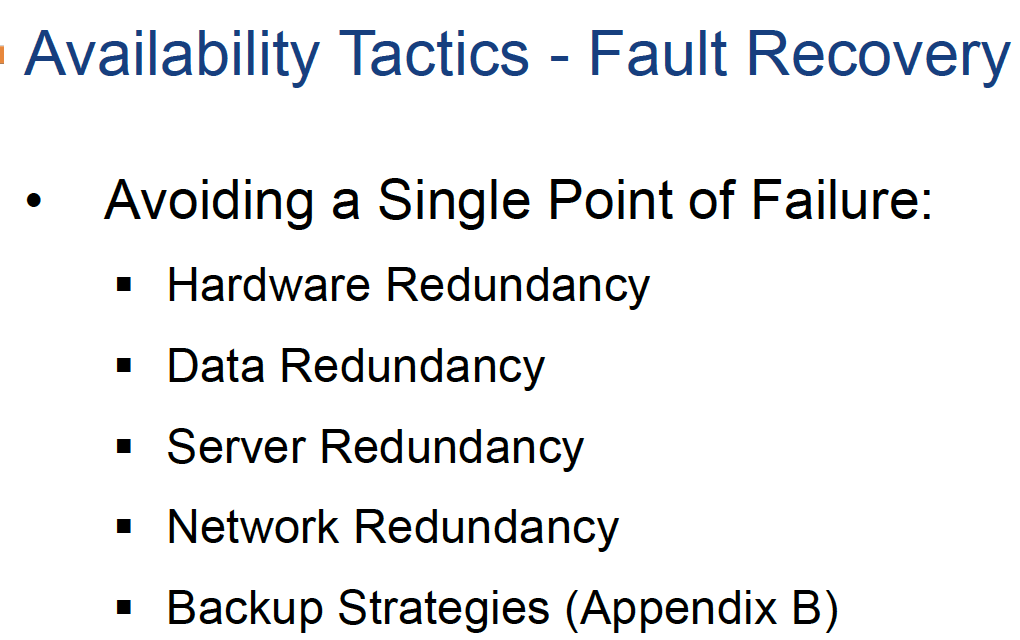 Availability Tactics - Fault Recovery
• Avoiding a Single Point of Failure:
▪ Hardware Redundancy
▪ Data Redundancy
▪ Server Redundancy
▪ Network Redundancy
▪ Backup Strategies (Appendix B)